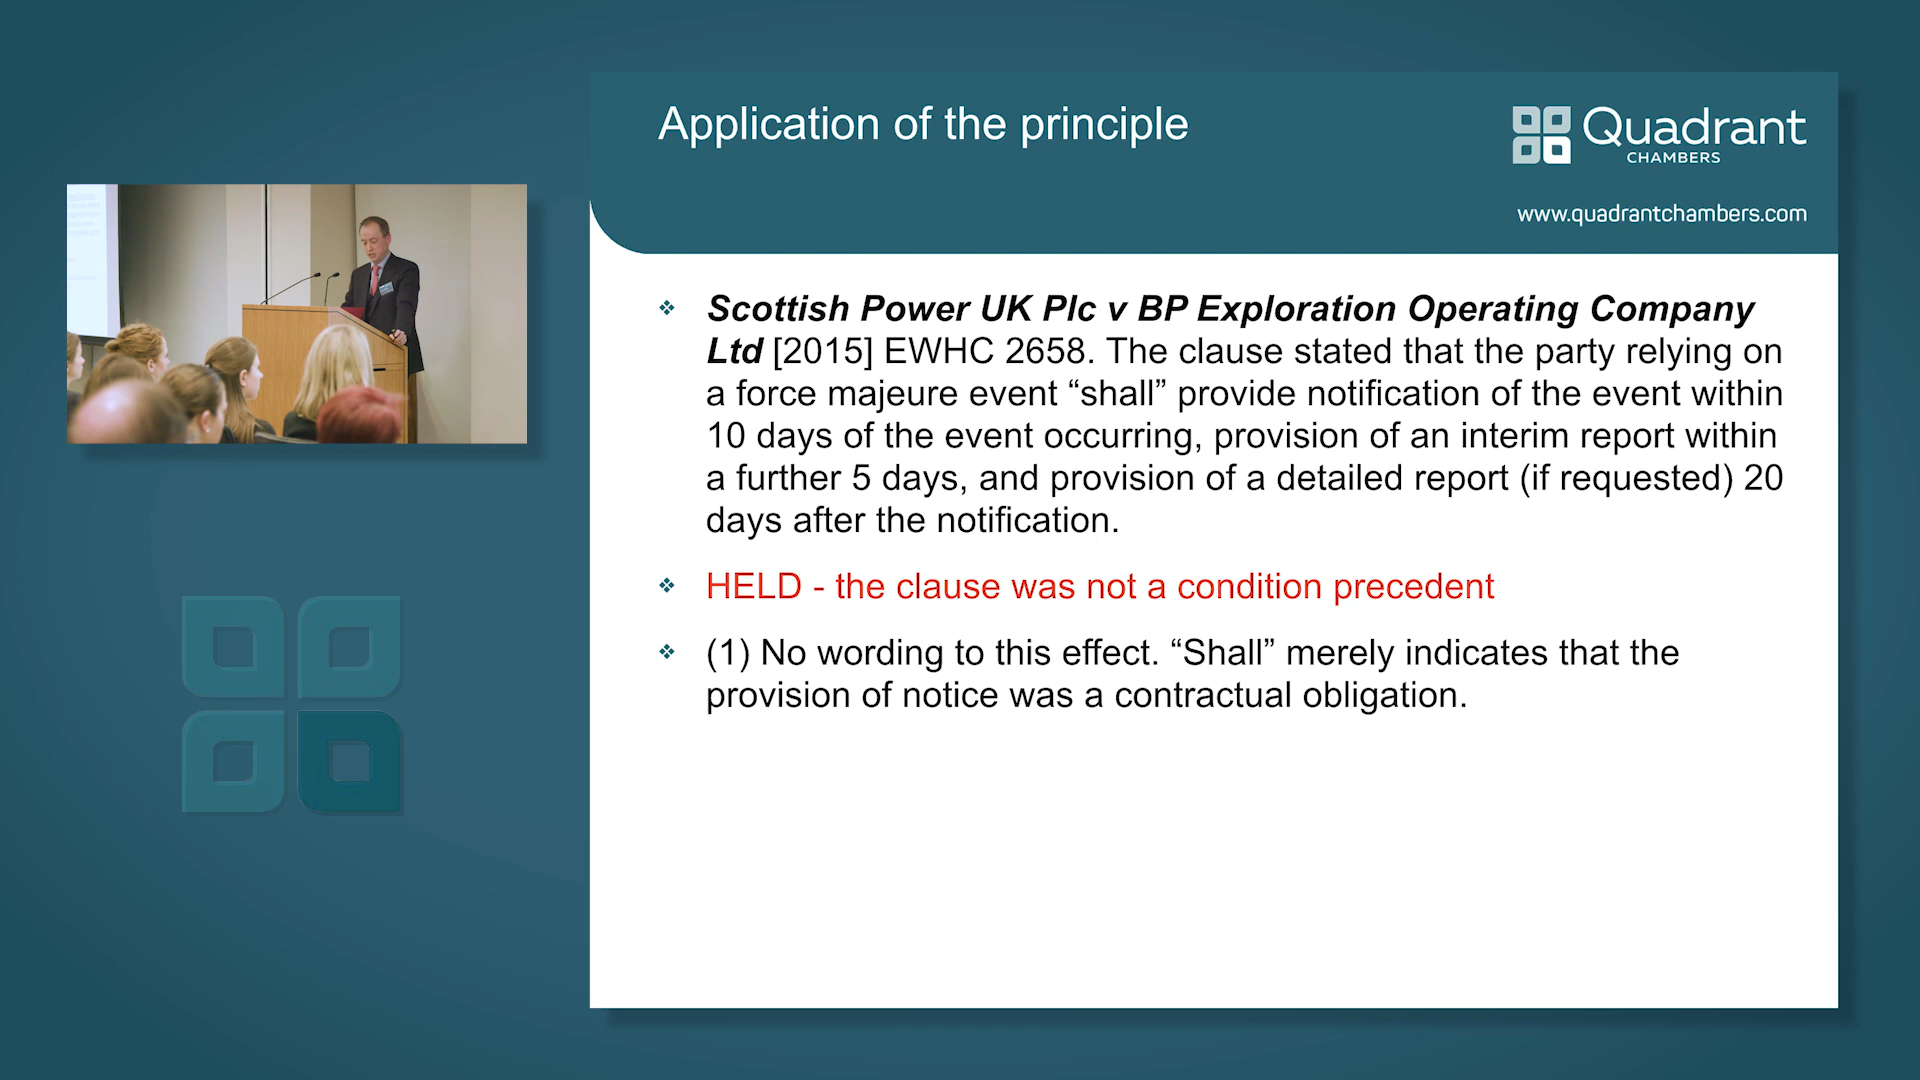 Application of the principle
Quadrant
CHAMBERS
www.quadrantchambers.com
Scottish Power UK Plc v BP Exploration Operating Company
Ltd [2015] EWHC 2658. The clause stated that the party relying on
a force majeure event “shall” provide notification of the event within
10 days of the event occurring, provision of an interim report within
a further 5 days, and provision of a detailed report (if requested) 20
days after the notification.
HELD - the clause was not a condition precedent
(1) No wording to this effect. “Shall” merely indicates that the
provision of notice was a contractual obligation.